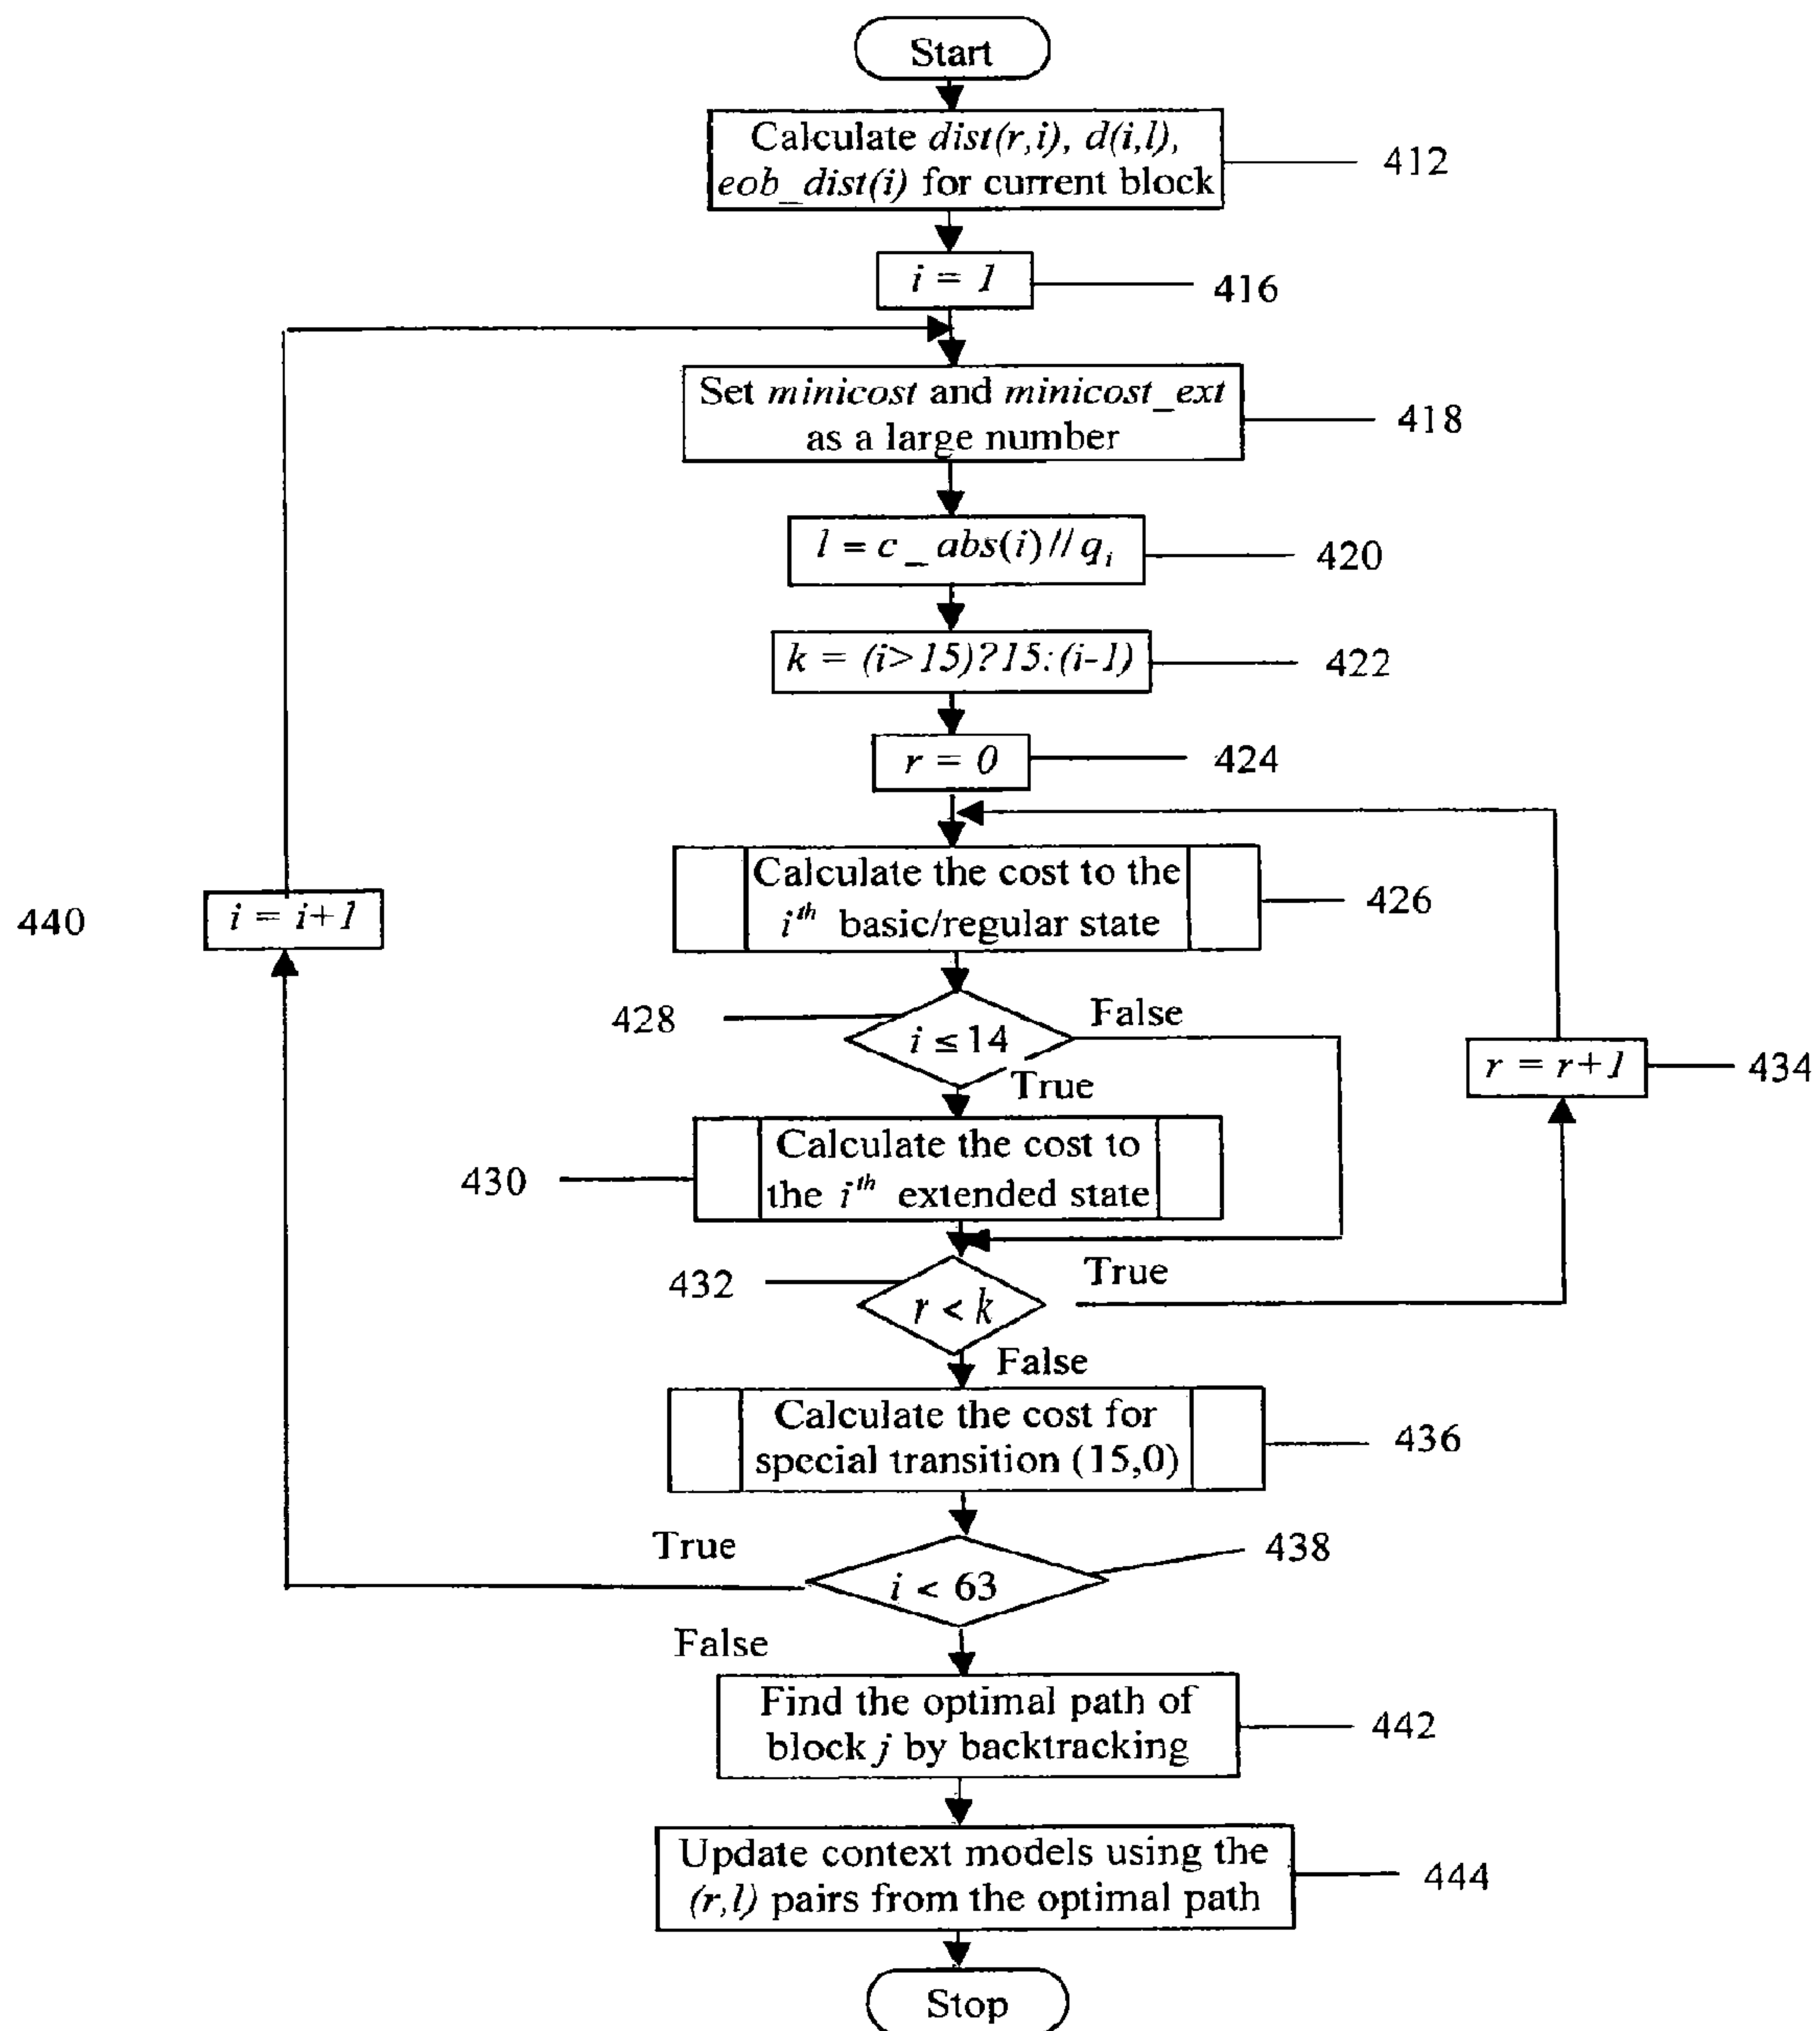 Start
Calculate dist(r,i), d(i,l),
eob_dist(i) for current block
412
i = 1
416
Set minicost and minicost_ext
as a large number
418
l = c_abs(i)//q_i
420
k = (i>15)?15:(i-1)
422
r = 0
424
Calculate the cost to the
i^th basic/regular state
426
440
i = i+1
428
i ≤ 14
False
True
r = r+1
434
430
Calculate the cost to
the i^th extended state
432
r < k
True
False
Calculate the cost for
special transition (15,0)
436
True
i < 63
438
False
Find the optimal path of
block j by backtracking
442
Update context models using the
(r,l) pairs from the optimal path
444
Stop